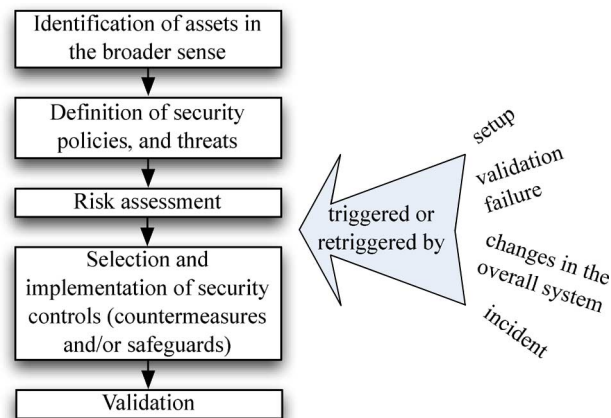 Identification of assets in
the broader sense
Definition of security
policies, and threats
Risk assessment
Selection and
implementation of security
controls (countermeasures
and/or safeguards)
Validation
triggered or
retriggered by
setup
validation
failure
changes in the
overall system
incident